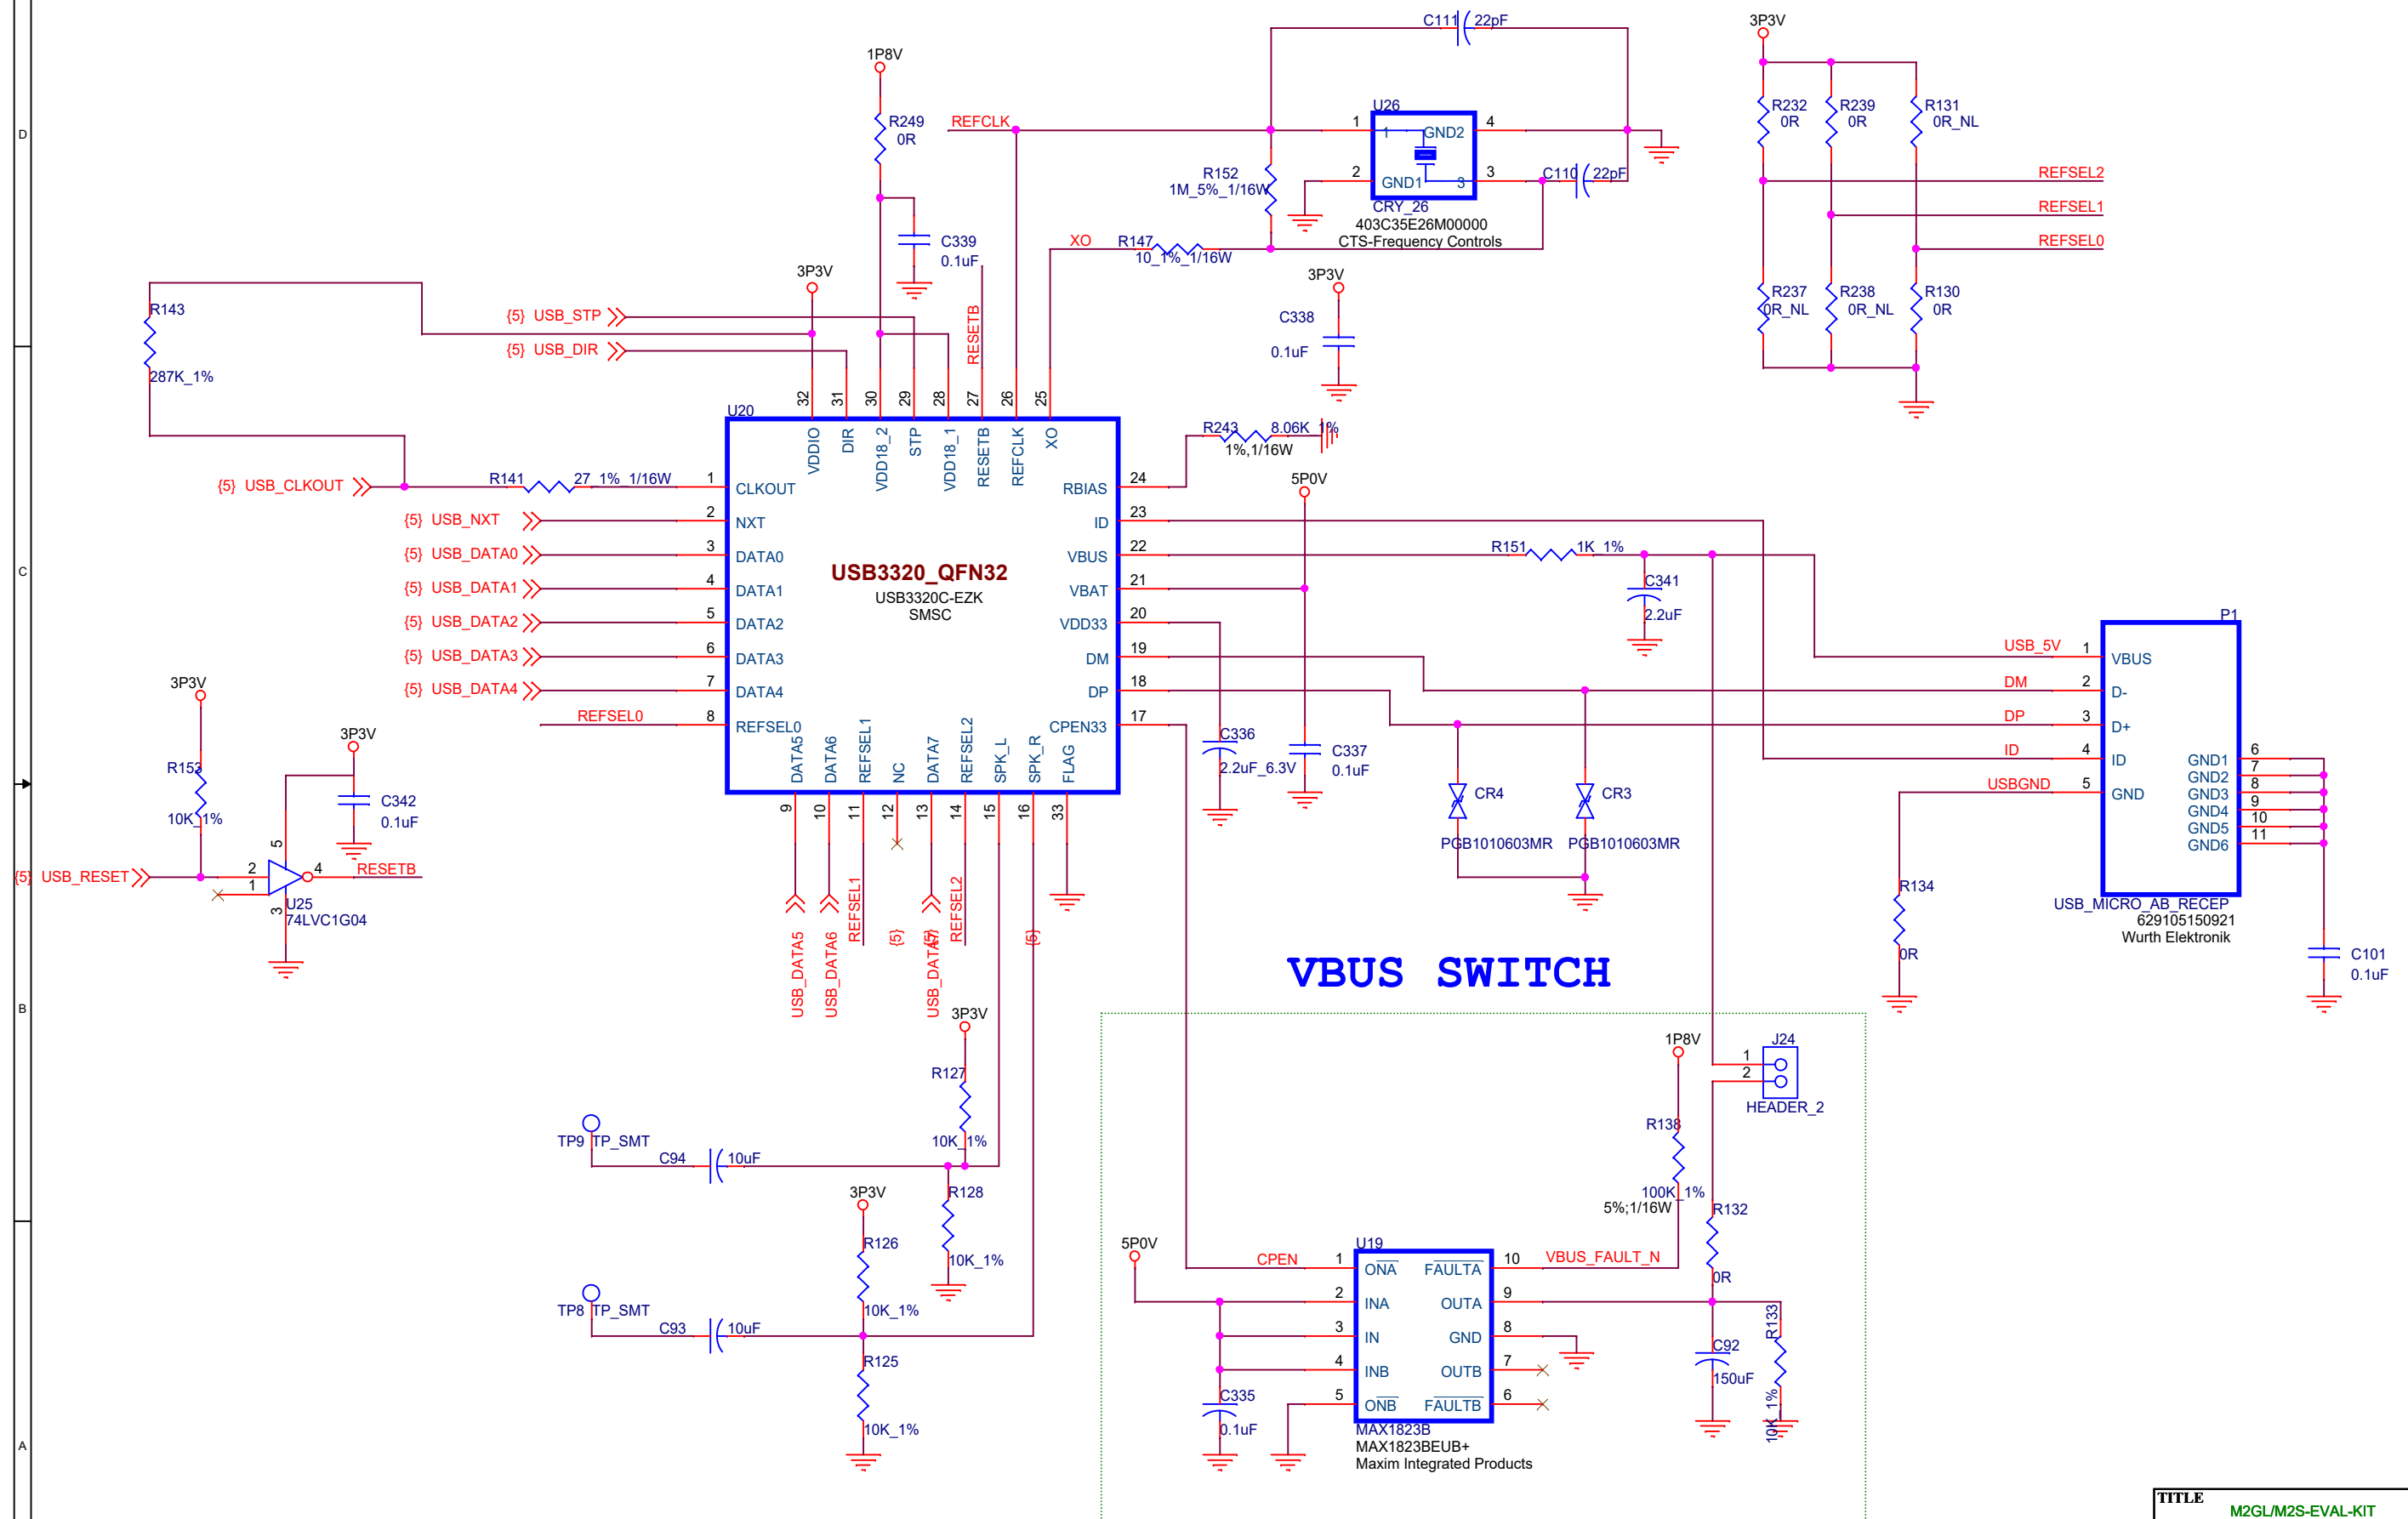 C111 22pF
3P3V
1P8V
U26
R232 0R
R239 0R
R131 0R_NL
D
R249 0R
REFCLK
1 1 GND2 4
2 GND1 3 3
R152
1M_5%_1/16W
C110 22pF
REFSEL2
REFSEL1
REFSEL0
CRY_26
403C35E26M00000
CTS-Frequency Controls
XO R147
10_1%_1/16W
C339
0.1uF
3P3V
3P3V
R143
287K_1%
{5} USB_STP
{5} USB_DIR
RESETB
C338
0.1uF
R237 0R_NL
R238 0R_NL
R130 0R
U20
32 31 30 29 28 27 26 25
VDDIO DIR VDD18_2 STP VDD18_1 RESETB REFCLK XO
R243 8.06K_1%
1%,1/16W
{5} USB_CLKOUT R141 27_1%_1/16W 1 CLKOUT
{5} USB_NXT 2 NXT
{5} USB_DATA0 3 DATA0
{5} USB_DATA1 4 DATA1
{5} USB_DATA2 5 DATA2
{5} USB_DATA3 6 DATA3
{5} USB_DATA4 7 DATA4
REFSEL0 8 REFSEL0
USB3320_QFN32
USB3320C-EZK
SMSC
RBIAS 24
ID 23
VBUS 22
VBAT 21
VDD33 20
DM 19
DP 18
CPEN33 17
5P0V
R151 1K_1%
C341
2.2uF
C
DATA5 DATA6 REFSEL1 NC DATA7 REFSEL2 SPK_L SPK_R FLAG
9 10 11 12 13 14 15 16 33
USB_DATA5 USB_DATA6 REFSEL1 {5} USB_DATA7 {5} REFSEL2 {5}
C336
2.2uF_6.3V
C337
0.1uF
CR4
PGB1010603MR
CR3
PGB1010603MR
P1
USB_5V 1 VBUS
DM 2 D-
DP 3 D+
ID 4 ID
USBGND 5 GND
GND1 6
GND2 7
GND3 8
GND4 9
GND5 10
GND6 11
USB_MICRO_AB_RECEP
629105150921
Wurth Elektronik
R134
0R
C101
0.1uF
3P3V
R153
10K_1%
3P3V
C342
0.1uF
{5} USB_RESET 2 1 5 3 4 RESETB
U25
74LVC1G04
B
VBUS SWITCH
3P3V
R127
10K_1%
TP9 TP_SMT
C94 10uF
R128
10K_1%
3P3V
R126
10K_1%
TP8 TP_SMT
C93 10uF
R125
10K_1%
1P8V
J24
1
2
HEADER_2
R138
100K_1%
5%;1/16W
R132
0R
5P0V
U19
CPEN 1 ONA FAULTA 10 VBUS_FAULT_N
2 INA OUTA 9
3 IN GND 8
4 INB OUTB 7
5 ONB FAULTB 6
MAX1823B
MAX1823BEUB+
Maxim Integrated Products
C335
0.1uF
C92
150uF
R133
10K_1%
A
TITLE
M2GL/M2S-EVAL-KIT